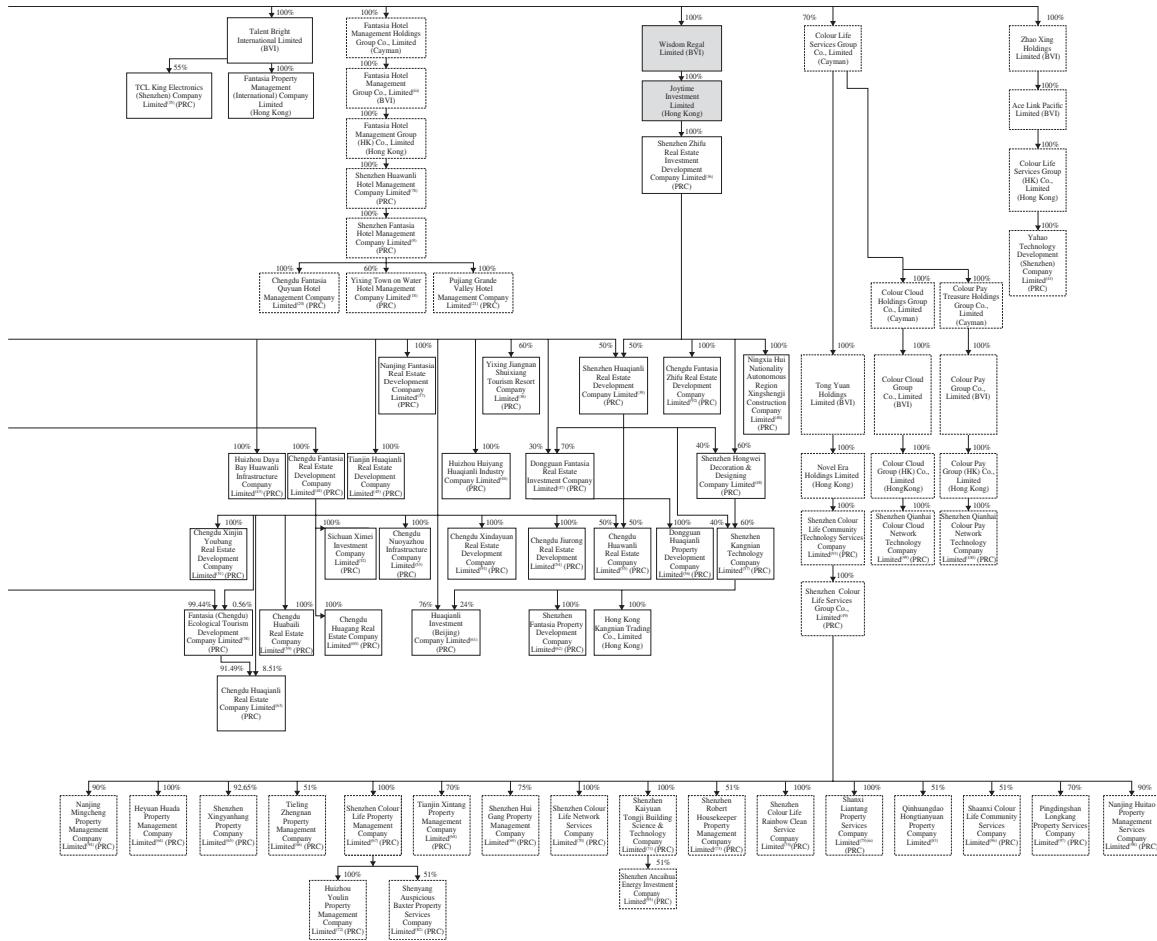 100%
Talent Bright
International Limited
(BVI)
55%
TCL King Electronics
(Shenzhen) Company
(PRC)
100%
Fantasia Property
Management
(International) Company
Limited
(Hong Kong)
100%
Fantasia Hotel
Management Holdings
Group Co., Limited
(Cayman)
100%
Fantasia Hotel
Management
Group Co., Limited
(BVI)
100%
Fantasia Hotel
Management Group
(HK) Co., Limited
(Hong Kong)
100%
Shenzhen Huawanli
Hotel Management
Company Limited
(PRC)
100%
Shenzhen Fantasia
Hotel Management
Company Limited
(PRC)
100%
Chengdu Fantasia
Quyuan Hotel
Management Company
Limited (PRC)
60%
Yixing Town on Water
Hotel Management
Company Limited (PRC)
100%
Pujiang Grande
Valley Hotel
Management Company
Limited (PRC)
100%
Wisdom Regal
Limited (BVI)
100%
Joytime
Investment
Limited
(Hong Kong)
100%
Shenzhen Zhifu
Real Estate
Investment
Development
Company Limited
(PRC)
70%
Colour Life
Services Group
Co., Limited
(Cayman)
100%
Zhao Xing
Holdings
Limited (BVI)
100%
Ace Link Pacific
Limited (BVI)
100%
Colour Life
Services Group
(HK) Co.,
Limited
(Hong Kong)
100%
Yahao
Technology
Development
(Shenzhen)
Company
Limited
(PRC)
100%
Colour Cloud
Holdings Group
Co., Limited
(Cayman)
100%
Colour Pay
Treasure Holdings
Group Co.,
Limited
(Cayman)
100%
Nanjing Fantasia
Real Estate
Development
Company
Limited
(PRC)
60%
Yixing Jiangnan
Shuixiang
Tourism Resort
Company
Limited
(PRC)
50%
50%
Shenzhen Huaqianli
Real Estate
Development
Company Limited
(PRC)
100%
Chengdu Fantasia
Zhifu Real Estate
Development Company
Limited (PRC)
100%
Ningxia Hui
Nationality
Autonomous
Region
Xingshengji
Construction
Company
Limited
(PRC)
100%
Tong Yuan
Holdings
Limited (BVI)
100%
Colour Cloud
Group
Co., Limited
(BVI)
100%
Colour Pay
Group Co., Limited
(BVI)
100%
Huizhou Daya
Bay Huawanli
Infrastructure
Company
Limited (PRC)
100%
Chengdu Fantasia
Real Estate
Development
Company
Limited (PRC)
100%
Tianjin Huaqianli
Real Estate
Development
Company
Limited (PRC)
100%
Huizhou Huiyang
Huaqianli Industry
Company Limited
(PRC)
30%
70%
Dongguan Fantasia
Real Estate
Investment Company
Limited (PRC)
40%
60%
Shenzhen Hongwei
Decoration &
Designing
Company Limited
(PRC)
100%
Novel Era
Holdings Limited
(Hong Kong)
100%
Colour Cloud
Group (HK) Co.,
Limited
(HongKong)
100%
Colour Pay
Group (HK) Co.,
Limited
(Hong Kong)
100%
Chengdu Xinjin
Youbang
Real Estate
Development
Company
Limited (PRC)
100%
Sichuan Ximei
Investment
Company
Limited
(PRC)
100%
Chengdu
Nuoyazhou
Infrastructure
Company
Limited
(PRC)
100%
Chengdu Xindayuan
Real Estate
Development
Company
Limited (PRC)
100%
Chengdu Jiurong
Real Estate
Development
Company
Limited (PRC)
50%
50%
Chengdu
Huawanli
Real Estate
Company
Limited
(PRC)
100%
Dongguan
Huaqianli
Property
Development
Company
Limited
(PRC)
40%
60%
Shenzhen
Kangnian
Technology
Company
Limited
(PRC)
100%
Shenzhen Colour
Life Community
Technology Services
Company
Limited (PRC)
100%
Shenzhen Qianhai
Colour Cloud
Network
Technology
Company
Limited (PRC)
100%
Shenzhen Qianhai
Colour Pay
Network
Technology
Company
Limited (PRC)
99.44%
0.56%
Fantasia (Chengdu)
Ecological Tourism
Development
Company Limited
(PRC)
100%
Chengdu
Huabaili
Real Estate
Company
Limited
(PRC)
100%
Chengdu
Huagang Real
Estate Company
Limited
(PRC)
76%
24%
Huaqianli
Investment
(Beijing)
Company Limited
(PRC)
100%
Shenzhen
Fantasia Property
Development
Company
Limited (PRC)
100%
Hong Kong
Kangnian Trading
Co., Limited
(Hong Kong)
100%
Shenzhen Colour
Life Services
Group Co.,
Limited
(PRC)
91.49%
8.51%
Chengdu Huaqianli
Real Estate
Company Limited
(PRC)
90%
Nanjing
Mingcheng
Property
Management
Company
Limited (PRC)
100%
Heyuan Huada
Property
Management
Company
Limited (PRC)
92.65%
Shenzhen
Xingyanhang
Property
Company
Limited
(PRC)
51%
Tieling
Zhengnan
Property
Management
Company
Limited (PRC)
100%
Shenzhen Colour
Life Property
Management
Company
Limited
(PRC)
70%
Tianjin Xintang
Property
Management
Company
Limited
(PRC)
75%
Shenzhen Hui
Gang Property
Management
Company
Limited (PRC)
100%
Shenzhen Colour
Life Network
Services
Company
Limited (PRC)
100%
Shenzhen
Kaiyuan
Tongji Building
Science &
Technology
Company
Limited (PRC)
51%
Shenzhen
Robert
Housekeeper
Property
Management
Company
Limited (PRC)
100%
Shenzhen
Colour Life
Rainbow Clean
Service
Company
Limited (PRC)
100%
Shanxi
Liantang
Property
Services
Company
Limited
(PRC)
51%
Qinhuangdao
Hongtianyuan
Property
Company
Limited
(PRC)
51%
Shaanxi Colour
Life Community
Services
Company
Limited (PRC)
70%
Pingdingshan
Longkang
Property Services
Company
Limited (PRC)
90%
Nanjing Huitao
Property
Management
Services
Company
Limited (PRC)
100%
Huizhou
Youlin
Property
Management
Company
Limited (PRC)
51%
Shenyang
Auspicious
Baxter Property
Services
Company
Limited (PRC)
51%
Shenzhen Ancaihua
Energy Investment
Company
Limited (PRC)